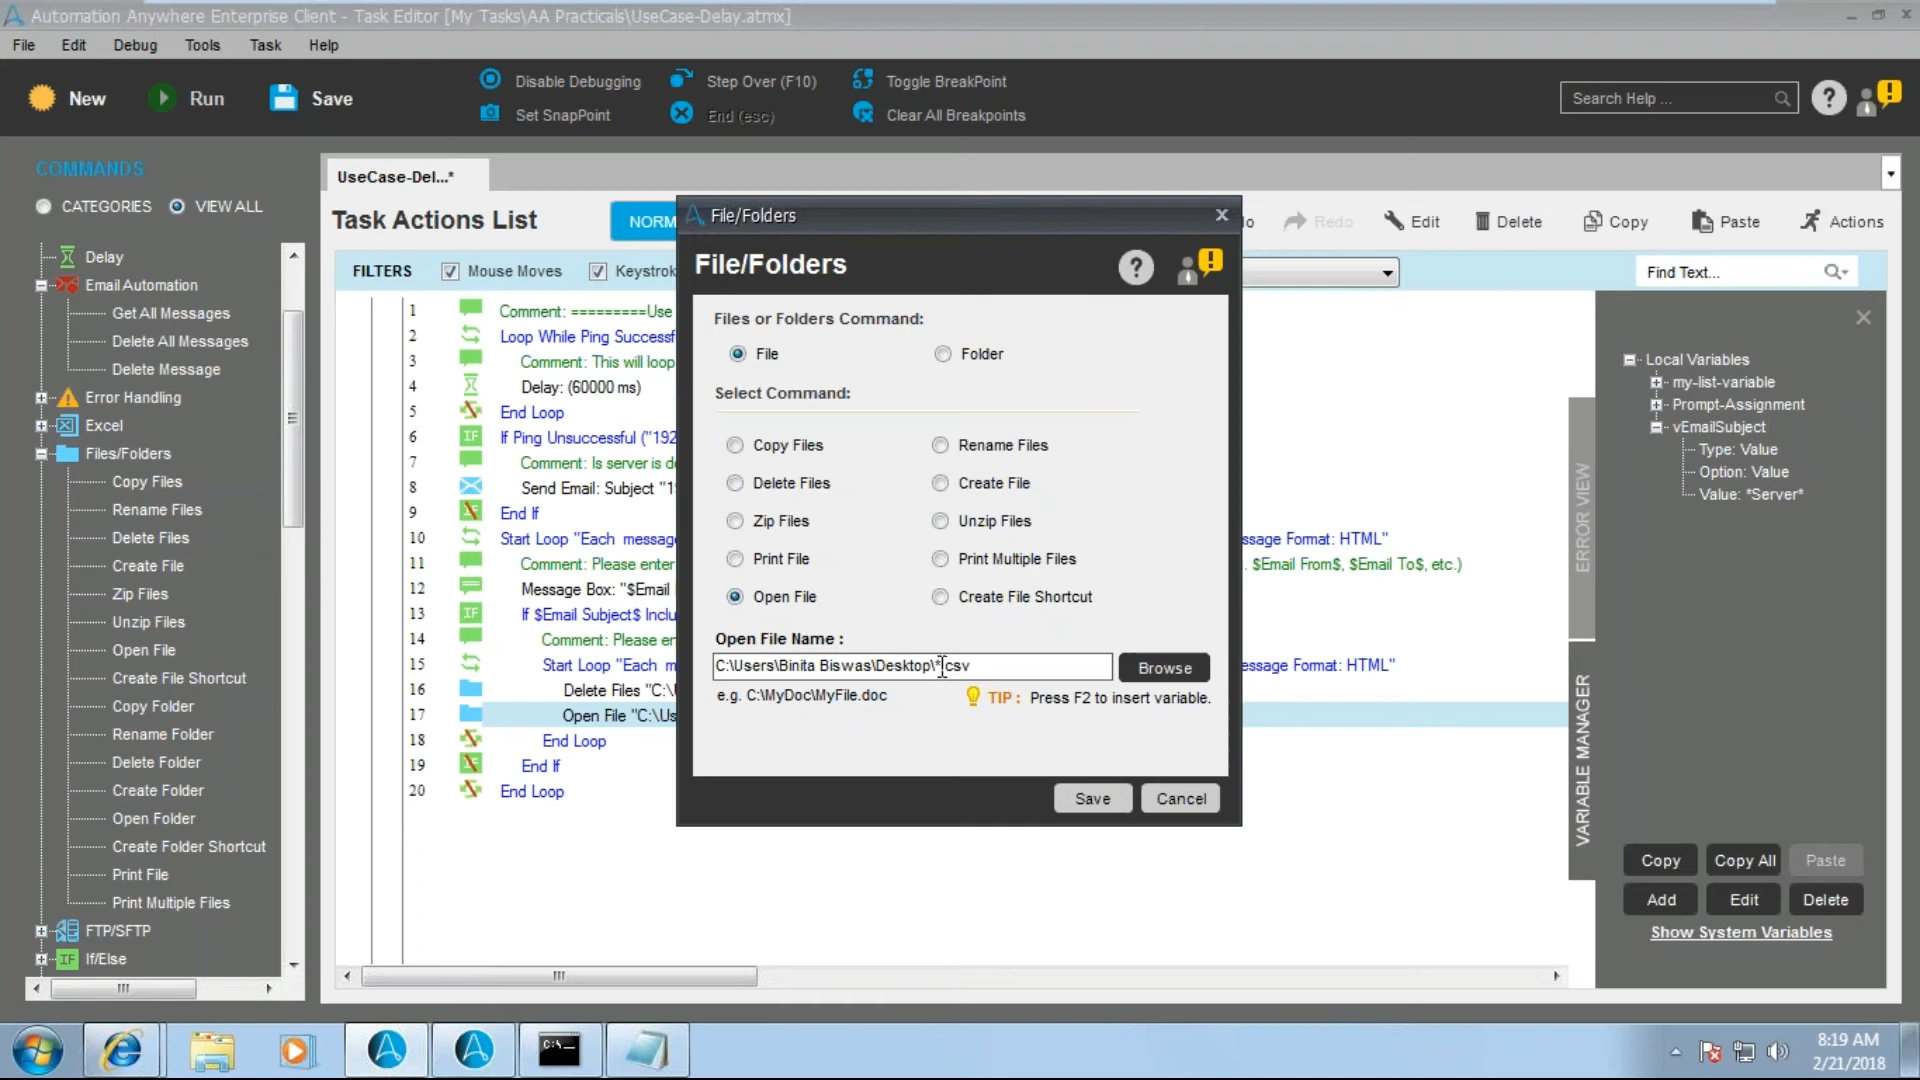 Automation Anywhere Enterprise Client - Task Editor [My Tasks\AA Practicals\UseCase-Delay.atmx]
File Edit Debug Tools Task Help
New Run Save
Disable Debugging Step Over (F10) Toggle BreakPoint
Set SnapPoint End (esc) Clear All Breakpoints
Search Help ...
COMMANDS
CATEGORIES VIEW ALL
Delay
Email Automation
Get All Messages
Delete All Messages
Delete Message
Error Handling
Excel
Files/Folders
Copy Files
Rename Files
Delete Files
Create File
Zip Files
Unzip Files
Open File
Create File Shortcut
Copy Folder
Rename Folder
Delete Folder
Create Folder
Open Folder
Create Folder Shortcut
Print File
Print Multiple Files
FTP/SFTP
IF If/Else
UseCase-Del...*
Task Actions List
NORM
Redo Edit Delete Copy Paste Actions
FILTERS Mouse Moves Keystrok
Find Text...
1 Comment: =========Use
2 Loop While Ping Successf
3 Comment: This will loop
4 Delay: (60000 ms)
5 End Loop
6 IF If Ping Unsuccessful ("192
7 Comment: Is server is d
8 Send Email: Subject "1
9 End If
10 Start Loop "Each message ssage Format: HTML"
11 Comment: Please enter . $Email From$, $Email To$, etc.)
12 Message Box: "$Email
13 IF If $Email Subject$ Inclu
14 Comment: Please en
15 Start Loop "Each m essage Format: HTML"
16 Delete Files "C:\U
17 Open File "C:\Us
18 End Loop
19 End If
20 End Loop
File/Folders
File/Folders
Files or Folders Command:
File Folder
Select Command:
Copy Files Rename Files
Delete Files Create File
Zip Files Unzip Files
Print File Print Multiple Files
Open File Create File Shortcut
Open File Name :
C:\Users\Binita Biswas\Desktop\*.csv
Browse
e.g. C:\MyDoc\MyFile.doc
TIP : Press F2 to insert variable.
Save Cancel
ERROR VIEW
VARIABLE MANAGER
Local Variables
my-list-variable
Prompt-Assignment
vEmailSubject
Type: Value
Option: Value
Value: *Server*
Copy Copy All Paste
Add Edit Delete
Show System Variables
C:\_
8:19 AM
2/21/2018